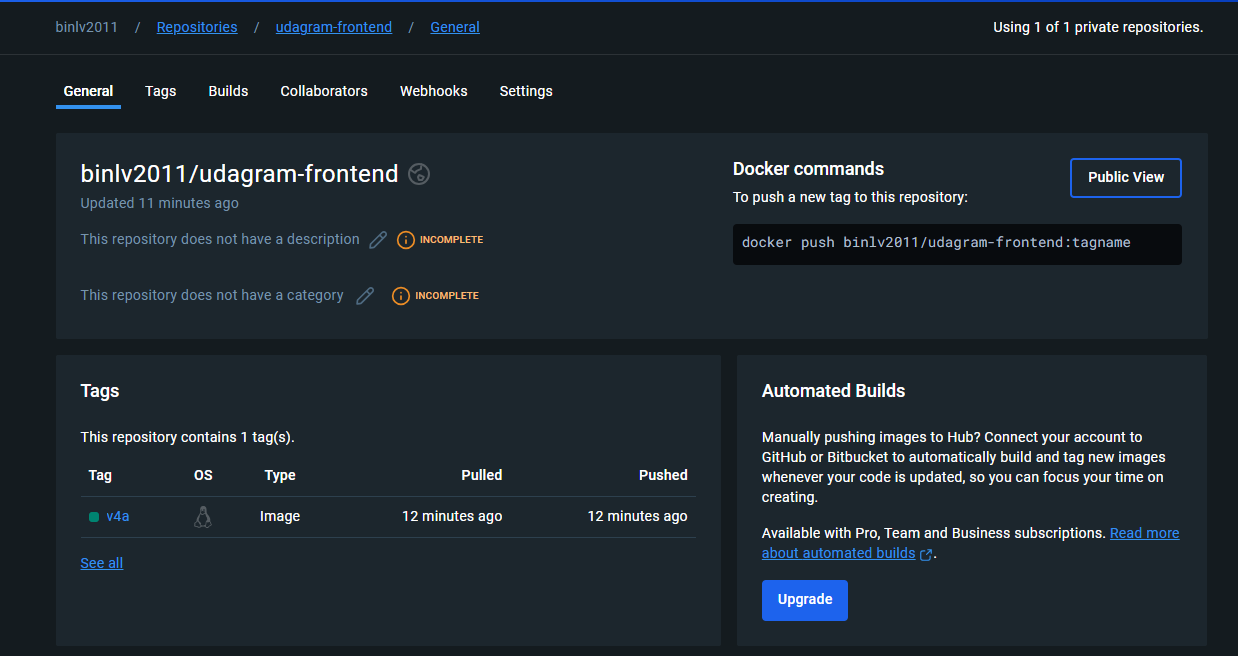 binlv2011 / Repositories / udagram-frontend / General
Using 1 of 1 private repositories.
General Tags Builds Collaborators Webhooks Settings
binlv2011/udagram-frontend
Updated 11 minutes ago
This repository does not have a description INCOMPLETE
This repository does not have a category INCOMPLETE
Docker commands
Public View
To push a new tag to this repository:
docker push binlv2011/udagram-frontend:tagname
Tags
This repository contains 1 tag(s).
Tag OS Type Pulled Pushed
v4a Image 12 minutes ago 12 minutes ago
See all
Automated Builds
Manually pushing images to Hub? Connect your account to
GitHub or Bitbucket to automatically build and tag new images
whenever your code is updated, so you can focus your time on
creating.
Available with Pro, Team and Business subscriptions. Read more
about automated builds .
Upgrade